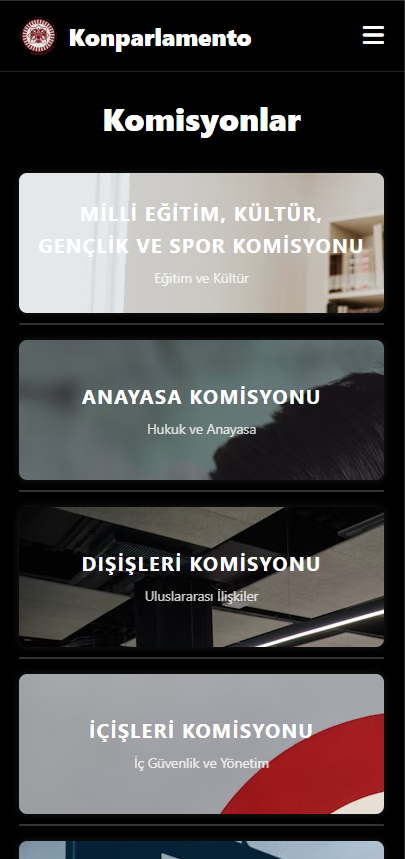 Konparlamento
Komisyonlar
MİLLİ EĞİTİM, KÜLTÜR,
GENÇLİK VE SPOR KOMİSYONU
Eğitim ve Kültür
ANAYASA KOMİSYONU
Hukuk ve Anayasa
DIŞİŞLERİ KOMİSYONU
Uluslararası İlişkiler
İÇİŞLERİ KOMİSYONU
İç Güvenlik ve Yönetim